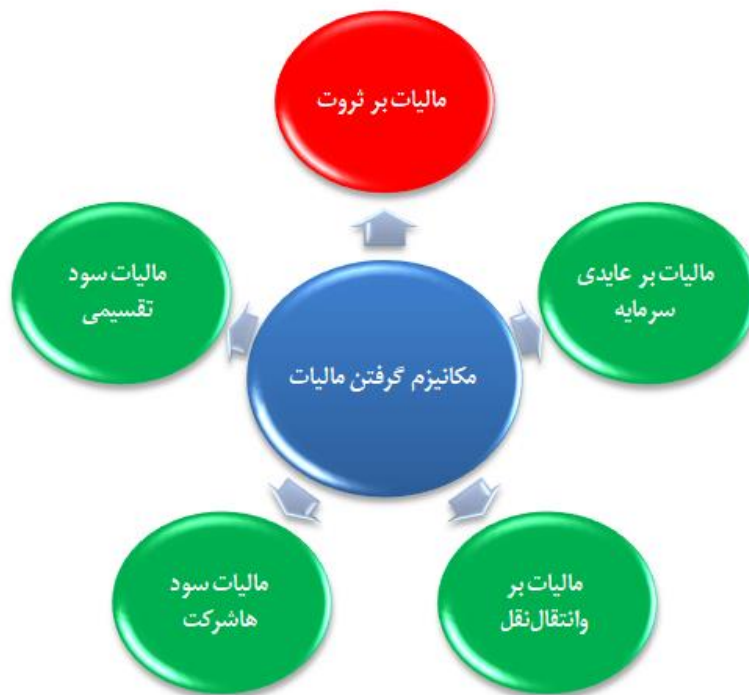 مالیات بر ثروت
مالیات بر عایدی
سرمایه
مالیات بر
وانتقال‌نقل
مالیات سود
هاشرکت
مالیات سود
تقسیمی
مکانیزم گرفتن مالیات